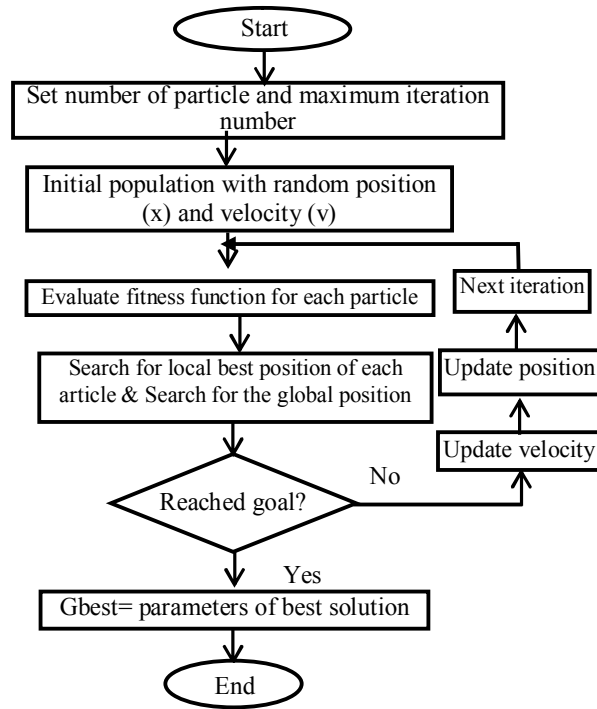 Start
Set number of particle and maximum iteration
number
Initial population with random position
(x) and velocity (v)
Evaluate fitness function for each particle
Next iteration
Search for local best position of each
article & Search for the global position
Update position
Update velocity
Reached goal?
No
Yes
Gbest= parameters of best solution
End